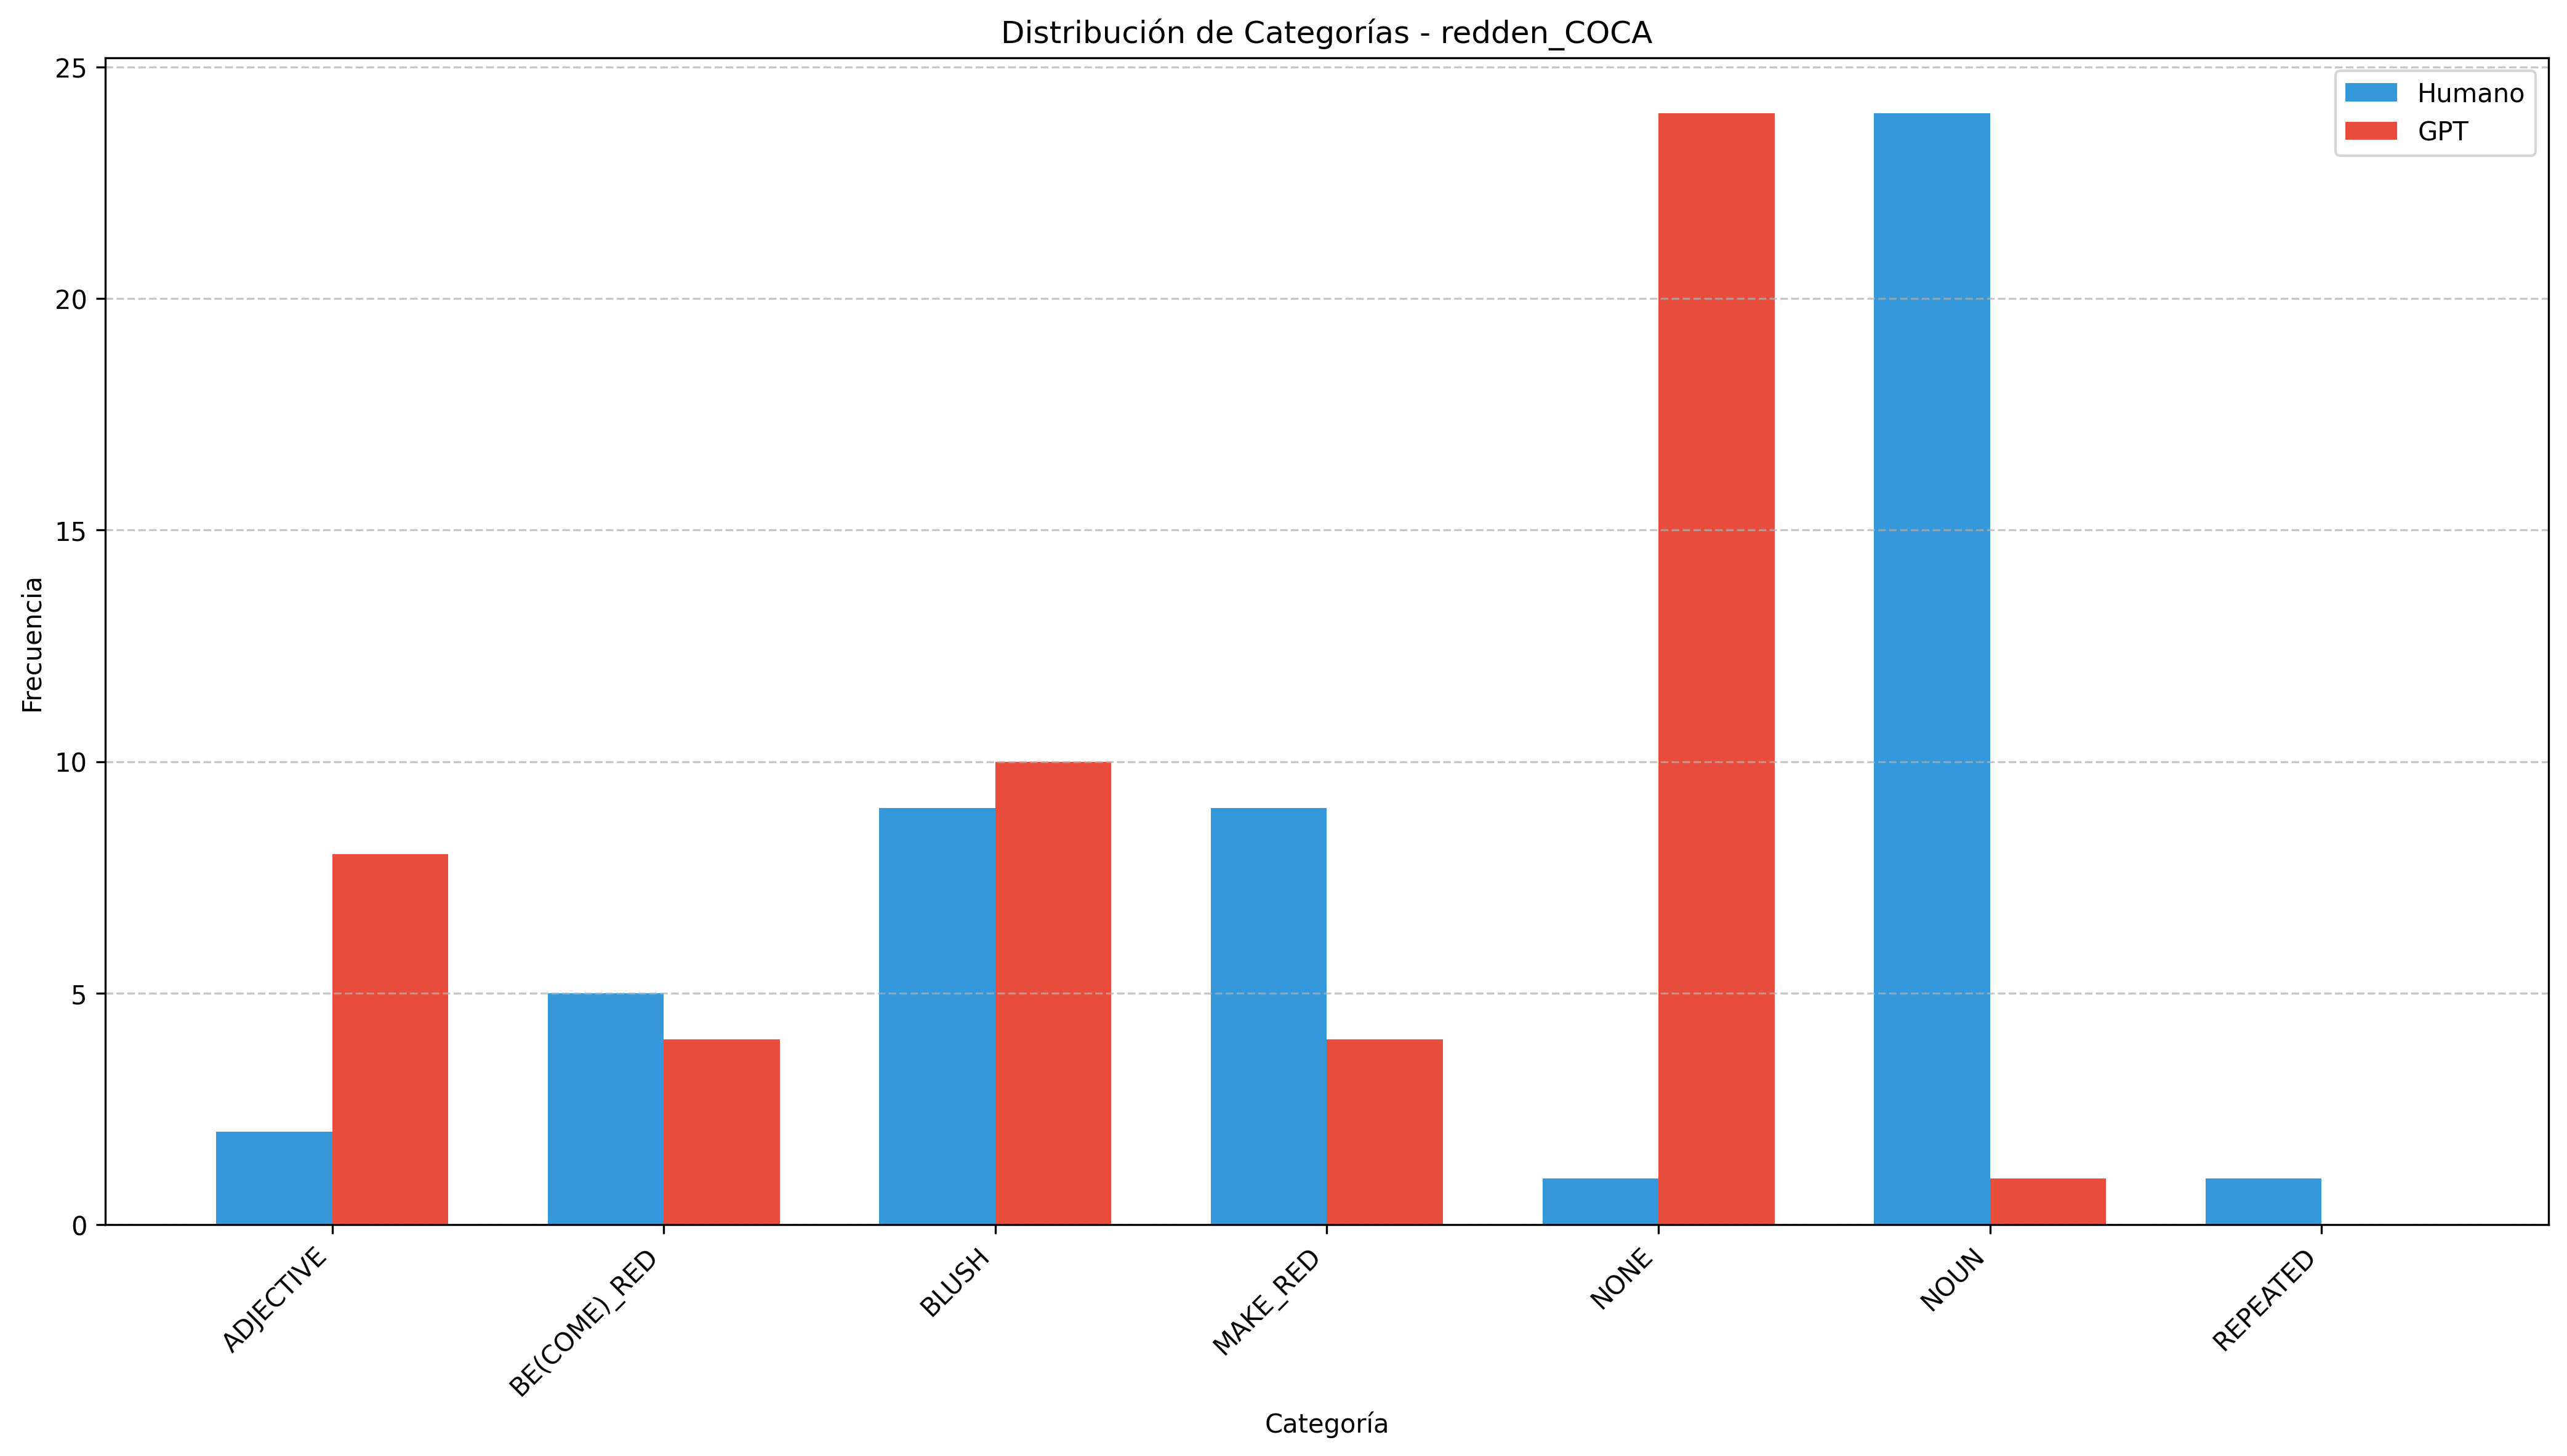 Distribución de Categorías - redden_COCA
25
20
15
10
5
0
Frecuencia
Humano
GPT
ADJECTIVE
BE(COME)_RED
BLUSH
MAKE_RED
NONE
NOUN
REPEATED
Categoría